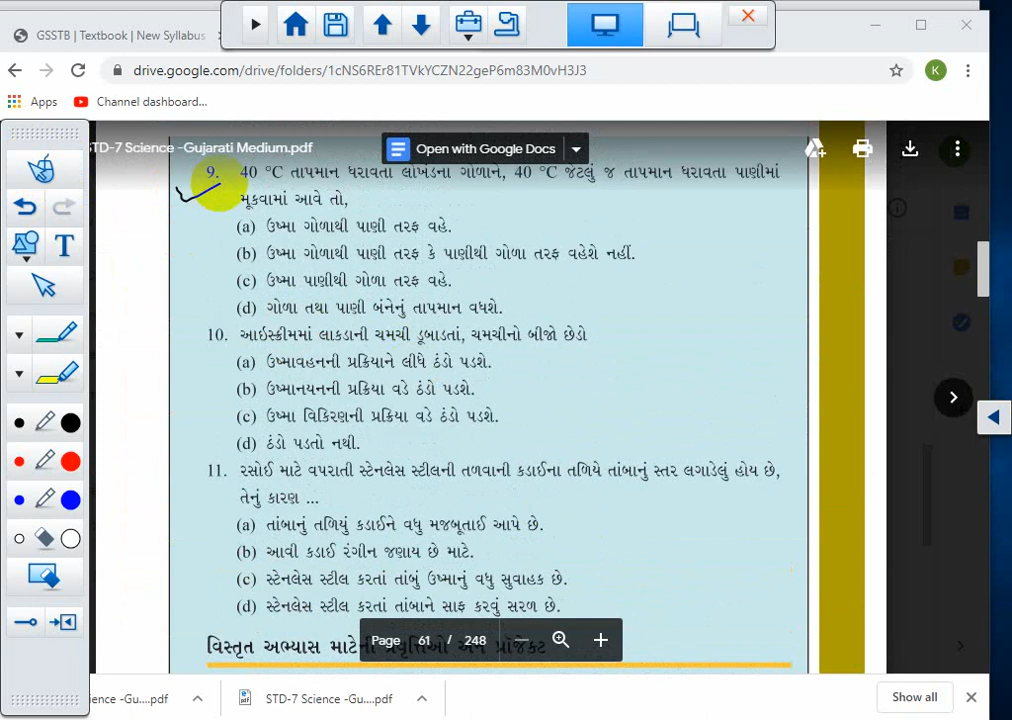 GSSTB | Textbook | New Syllabus
drive.google.com/drive/folders/1cNS6REr81TVkYCZN22geP6m83M0vH3J3
K
Apps
Channel dashboard...
STD-7 Science -Gujarati Medium.pdf
Open with Google Docs
9. 40 °C તાપમાન ધરાવતા લોખંડના ગોળાને, 40 °C જેટલું જ તાપમાન ધરાવતા પાણીમાં
મૂકવામાં આવે તો,
(a) ઉષ્મા ગોળાથી પાણી તરફ વહે.
(b) ઉષ્મા ગોળાથી પાણી તરફ કે પાણીથી ગોળા તરફ વહેશે નહીં.
(c) ઉષ્મા પાણીથી ગોળા તરફ વહે.
(d) ગોળા તથા પાણી બંનેનું તાપમાન વધશે.
10. આઇસ્ક્રીમમાં લાકડાની ચમચી ડૂબાડતાં, ચમચીનો બીજો છેડો
(a) ઉષ્માવહનની પ્રક્રિયાને લીધે ઠંડો પડશે.
(b) ઉષ્માનયનની પ્રક્રિયા વડે ઠંડો પડશે.
(c) ઉષ્મા વિકિરણની પ્રક્રિયા વડે ઠંડો પડશે.
(d) ઠંડો પડતો નથી.
11. રસોઈ માટે વપરાતી સ્ટેનલેસ સ્ટીલની તળવાની કડાઈના તળિયે તાંબાનું સ્તર લગાડેલું હોય છે,
તેનું કારણ ...
(a) તાંબાનું તળિયું કડાઈને વધુ મજબૂતાઈ આપે છે.
(b) આવી કડાઈ રંગીન જણાય છે માટે.
(c) સ્ટેનલેસ સ્ટીલ કરતાં તાંબું ઉષ્માનું વધુ સુવાહક છે.
(d) સ્ટેનલેસ સ્ટીલ કરતાં તાંબાને સાફ કરવું સરળ છે.
વિસ્તૃત અભ્યાસ માટેની પ્રવૃત્તિઓ અને પ્રૉજેક્ટ
Page 61 / 248
T
ience -Gu....pdf
STD-7 Science -Gu....pdf
Show all